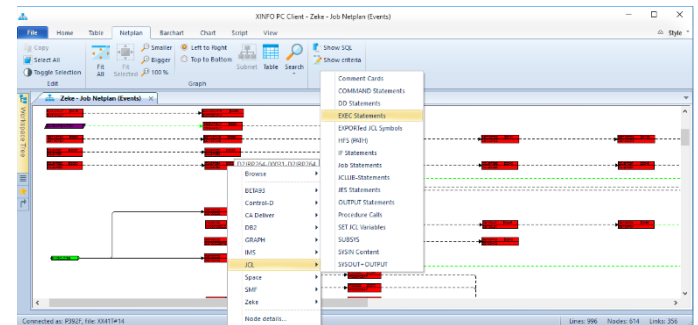 XINFO PC Client - Zeke - Job Netplan (Events)
File Home Table Netplan Barchart Chart Script View Style
Copy
Select All
Toggle Selection
Edit
Fit All
Fit Selected
Smaller
Bigger
100 %
Left to Right
Top to Bottom
Graph
Subnet Table Search
Show SQL
Show criteria
Zeke - Job Netplan (Events)
Workspace Tree
Browse
BETA93
Control-D
CA Deliver
DB2
GRAPH
IMS
JCL
Space
SMF
Zeke
Node details...
Comment Cards
COMMAND Statements
DD Statements
EXEC Statements
EXPORTed JCL Symbols
HFS (PATH)
IF Statements
Job Statements
JCLLIB-Statements
JES Statements
OUTPUT Statements
Procedure Calls
SET JCL Variables
SUBSYS
SYSIN Content
SYSOUT+OUTPUT
Connected as: P392F, file: XX41T#14
Lines: 996 Nodes: 614 Links: 356